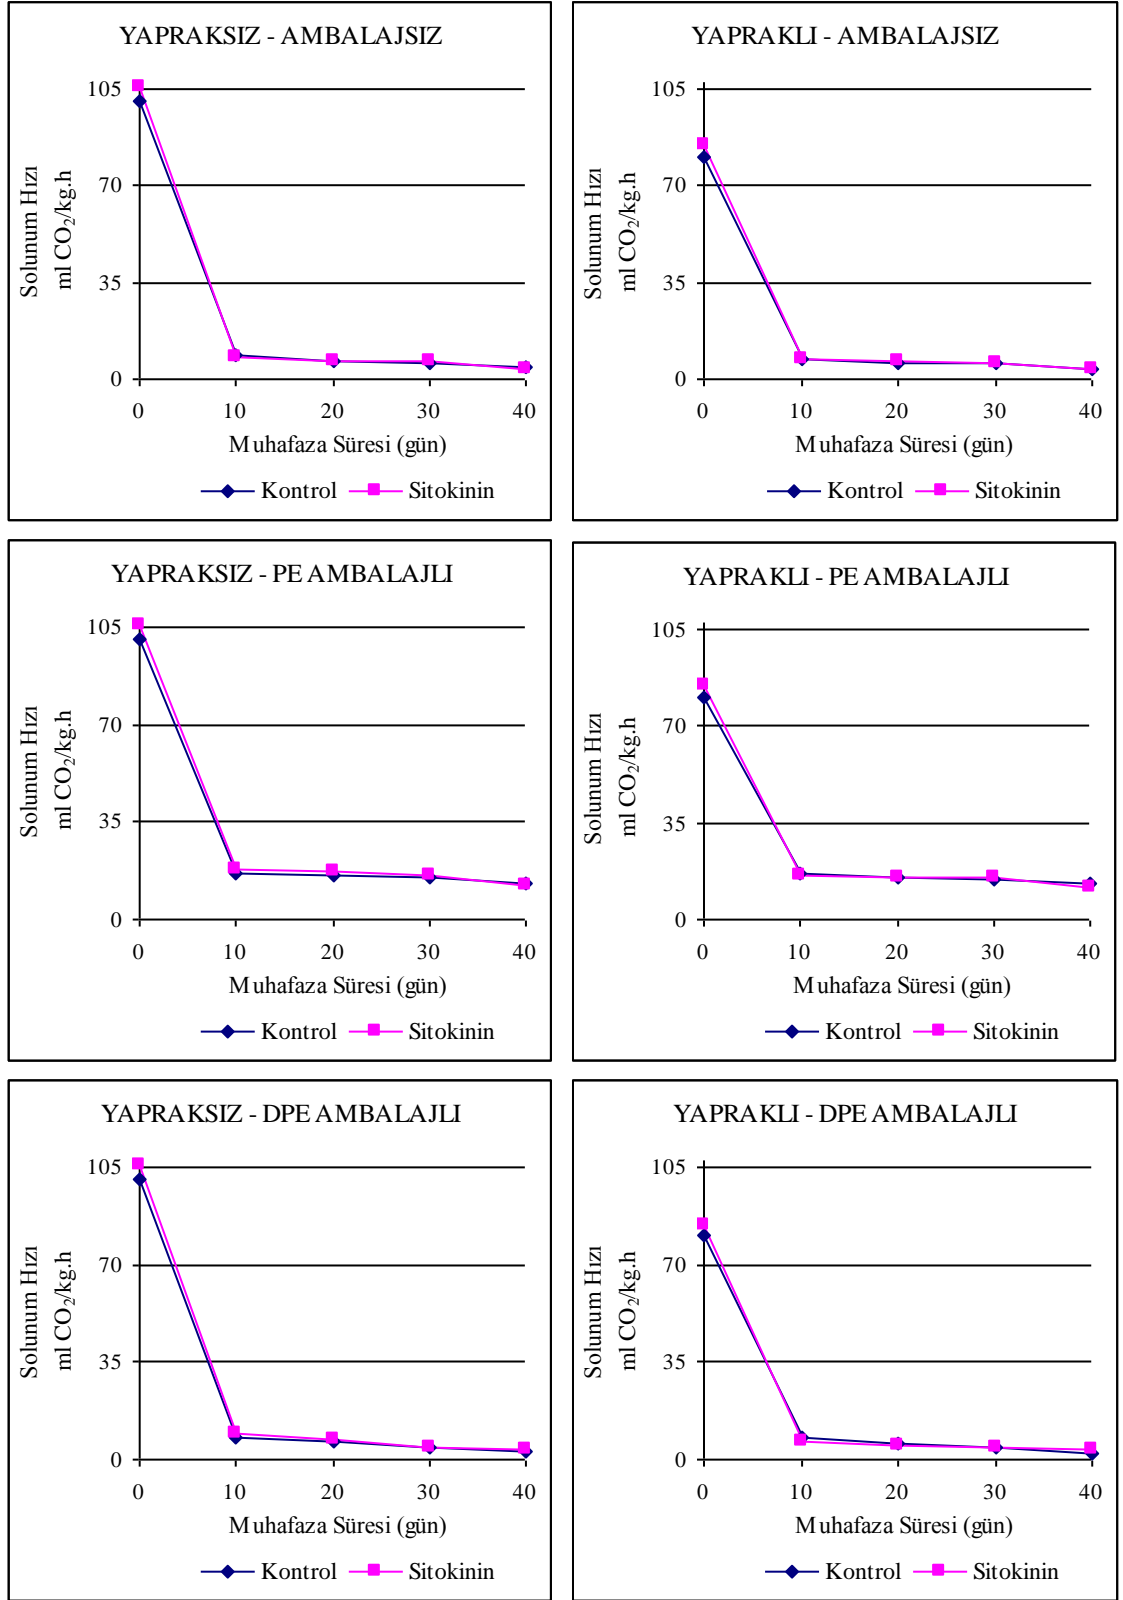 YAPRAKSIZ - AMBALAJSIZ
Solunum Hızı
ml CO₂/kg.h
105
70
35
0
0 10 20 30 40
Muhafaza Süresi (gün)
Kontrol Sitokinin
YAPRAKLI - AMBALAJSIZ
Solunum Hızı
ml CO₂/kg.h
105
70
35
0
0 10 20 30 40
Muhafaza Süresi (gün)
Kontrol Sitokinin
YAPRAKSIZ - PE AMBALAJLI
Solunum Hızı
ml CO₂/kg.h
105
70
35
0
0 10 20 30 40
Muhafaza Süresi (gün)
Kontrol Sitokinin
YAPRAKLI - PE AMBALAJLI
Solunum Hızı
ml CO₂/kg.h
105
70
35
0
0 10 20 30 40
Muhafaza Süresi (gün)
Kontrol Sitokinin
YAPRAKSIZ - DPE AMBALAJLI
Solunum Hızı
ml CO₂/kg.h
105
70
35
0
0 10 20 30 40
Muhafaza Süresi (gün)
Kontrol Sitokinin
YAPRAKLI - DPE AMBALAJLI
Solunum Hızı
ml CO₂/kg.h
105
70
35
0
0 10 20 30 40
Muhafaza Süresi (gün)
Kontrol Sitokinin